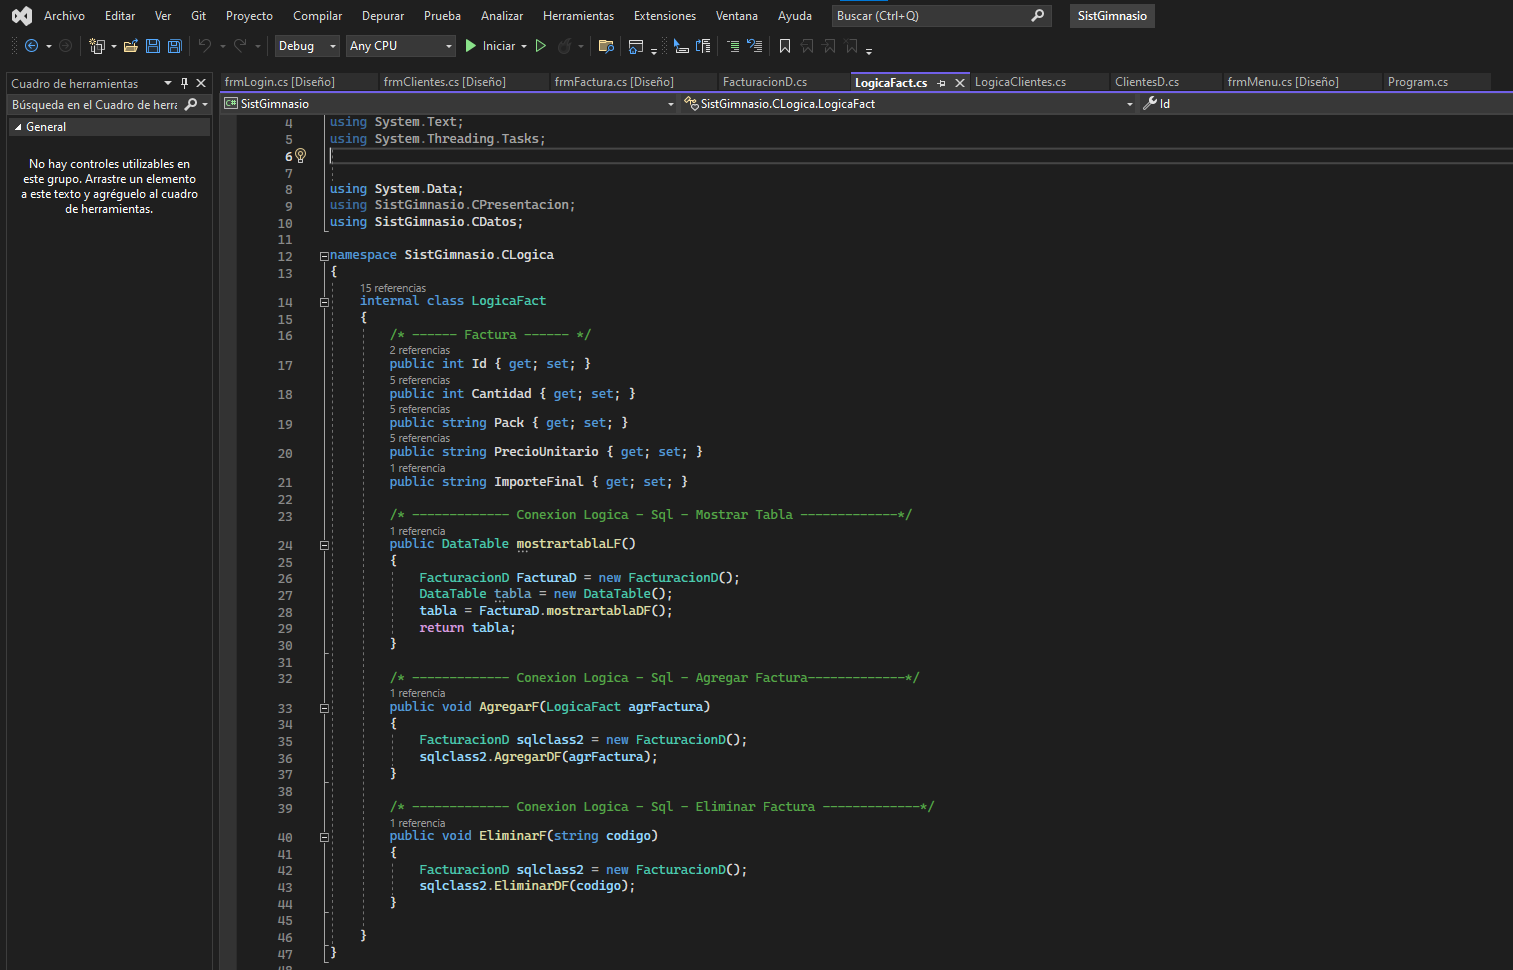 Archivo Editar Ver Git Proyecto Compilar Depurar Prueba Analizar Herramientas Extensiones Ventana Ayuda Buscar (Ctrl+Q) SistGimnasio
Debug Any CPU Iniciar
Cuadro de herramientas
Búsqueda en el Cuadro de herra
General
No hay controles utilizables en
este grupo. Arrastre un elemento
a este texto y agréguelo al cuadro
de herramientas.
frmLogin.cs [Diseño] frmClientes.cs [Diseño] frmFactura.cs [Diseño] FacturacionD.cs LogicaFact.cs LogicaClientes.cs ClientesD.cs frmMenu.cs [Diseño] Program.cs
C# SistGimnasio SistGimnasio.CLogica.LogicaFact Id
4 using System.Text;
5 using System.Threading.Tasks;
6
7
8 using System.Data;
9 using SistGimnasio.CPresentacion;
10 using SistGimnasio.CDatos;
11
12 namespace SistGimnasio.CLogica
13 {
15 referencias
14 internal class LogicaFact
15 {
16 /* ------ Factura ------ */
2 referencias
17 public int Id { get; set; }
5 referencias
18 public int Cantidad { get; set; }
5 referencias
19 public string Pack { get; set; }
5 referencias
20 public string PrecioUnitario { get; set; }
1 referencia
21 public string ImporteFinal { get; set; }
22
23 /* ------------- Conexion Logica - Sql - Mostrar Tabla -------------*/
1 referencia
24 public DataTable mostrartablaLF()
25 {
26 FacturacionD FacturaD = new FacturacionD();
27 DataTable tabla = new DataTable();
28 tabla = FacturaD.mostrartablaDF();
29 return tabla;
30 }
31
32 /* ------------- Conexion Logica - Sql - Agregar Factura-------------*/
1 referencia
33 public void AgregarF(LogicaFact agrFactura)
34 {
35 FacturacionD sqlclass2 = new FacturacionD();
36 sqlclass2.AgregarDF(agrFactura);
37 }
38
39 /* ------------- Conexion Logica - Sql - Eliminar Factura -------------*/
1 referencia
40 public void EliminarF(string codigo)
41 {
42 FacturacionD sqlclass2 = new FacturacionD();
43 sqlclass2.EliminarDF(codigo);
44 }
45
46 }
47 }
48